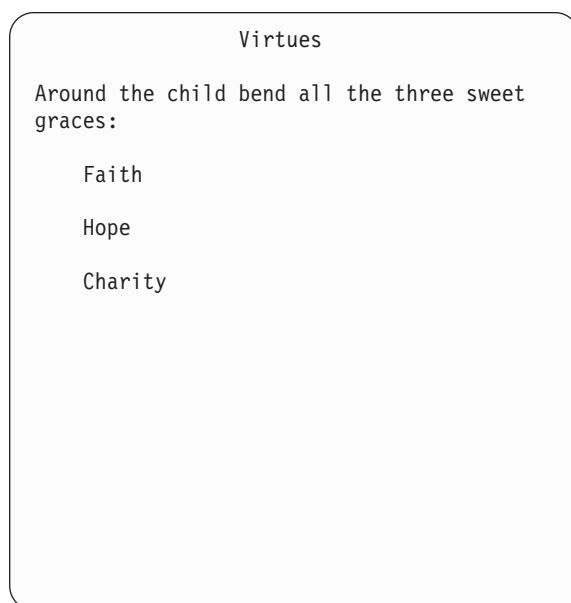 Virtues
Around the child bend all the three sweet
graces:
Faith
Hope
Charity